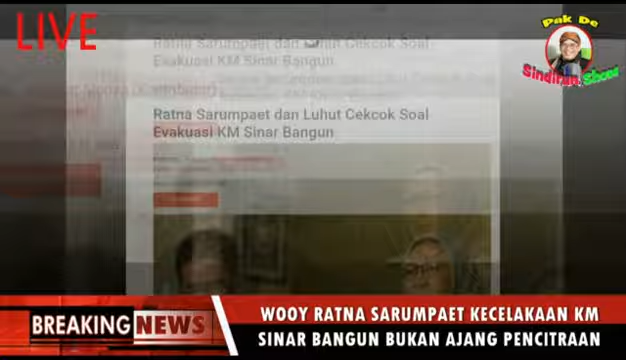 LIVE
Pak De
Sindiran Show
Ratna Sarumpaet dan Luhut Cekcok Soal
Evakuasi KM Sinar Bangun
Ratna Sarumpaet dan Luhut Cekcok Soal
Evakuasi KM Sinar Bangun
BREAKING NEWS
WOOY RATNA SARUMPAET KECELAKAAN KM
SINAR BANGUN BUKAN AJANG PENCITRAAN